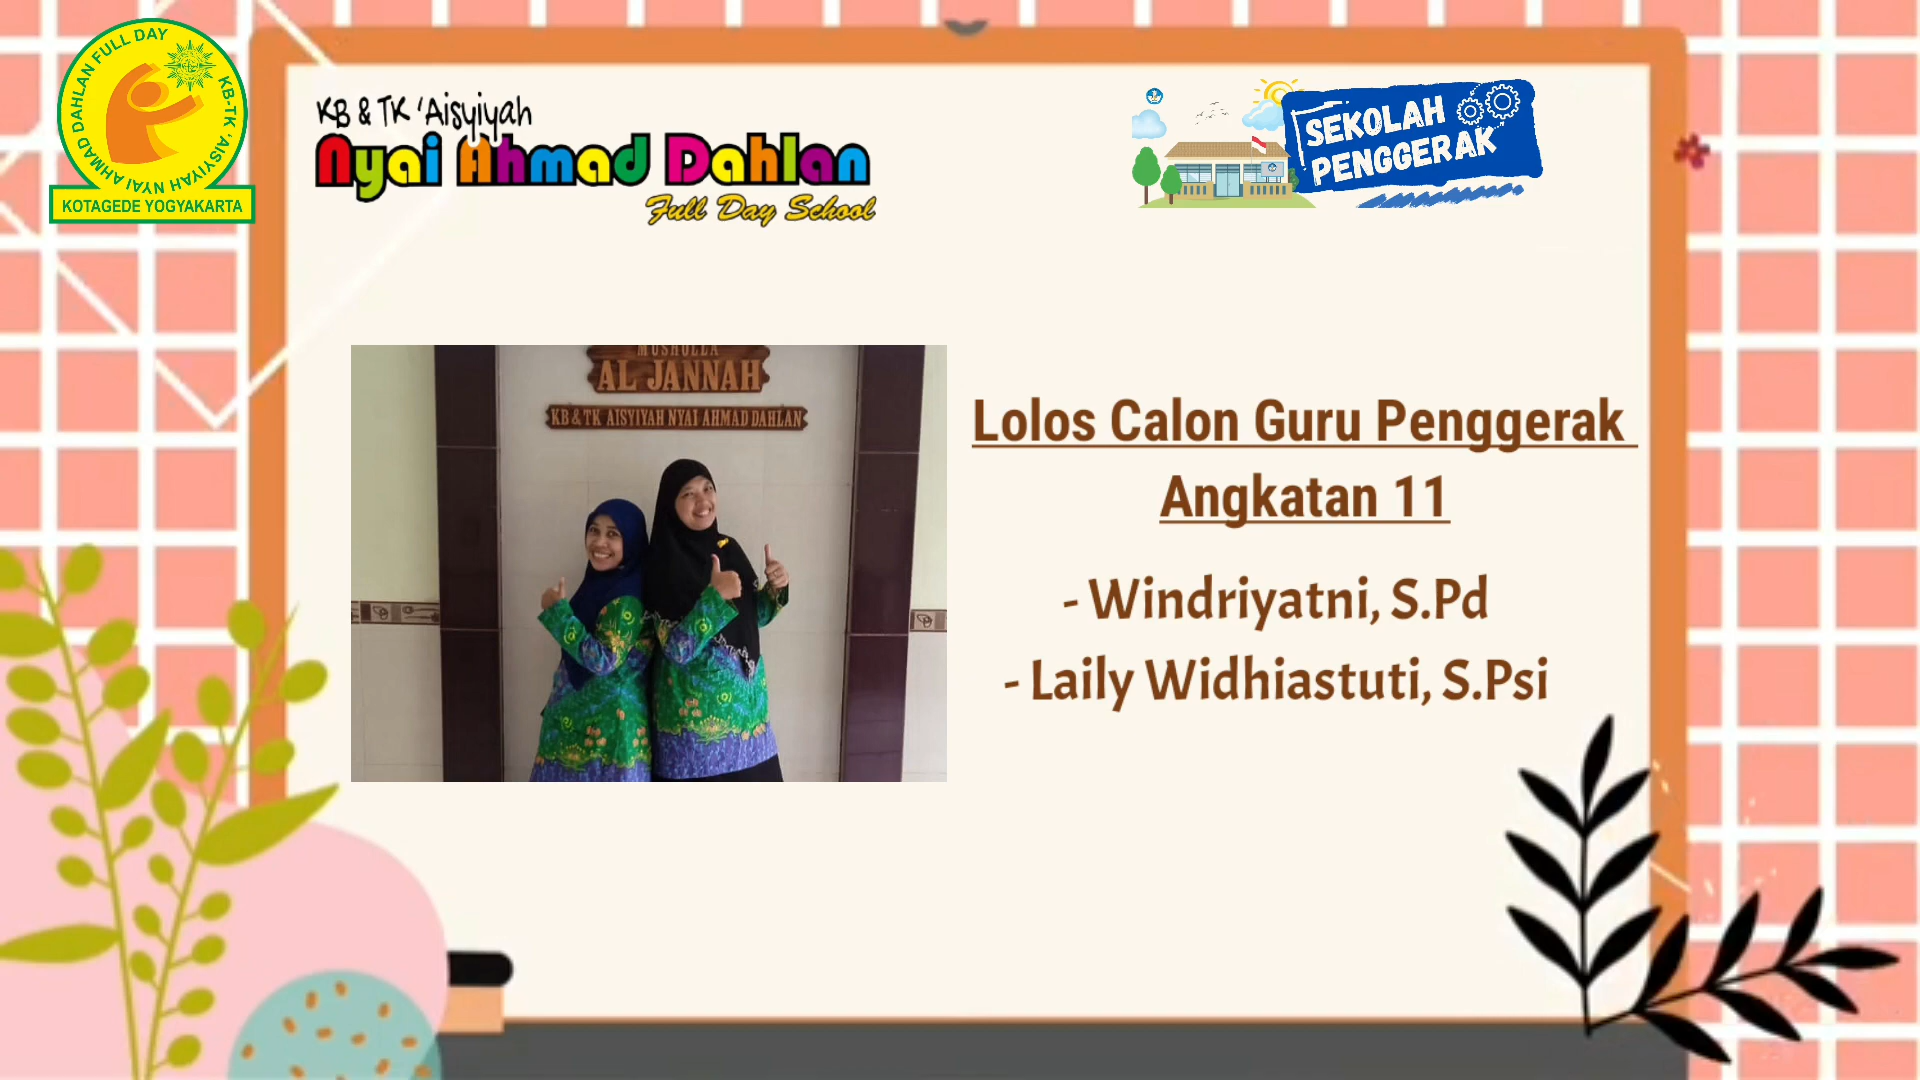 KB-TK 'AISYIYAH NYAI AHMAD DAHLAN FULL DAY
KOTAGEDE YOGYAKARTA
KB & TK 'Aisyiyah
Nyai Ahmad Dahlan
Full Day School
SEKOLAH
PENGGERAK
MUSHOLLA
AL JANNAH
KB & TK AISYIYAH NYAI AHMAD DAHLAN
Lolos Calon Guru Penggerak
Angkatan 11
- Windriyatni, S.Pd
- Laily Widhiastuti, S.Psi